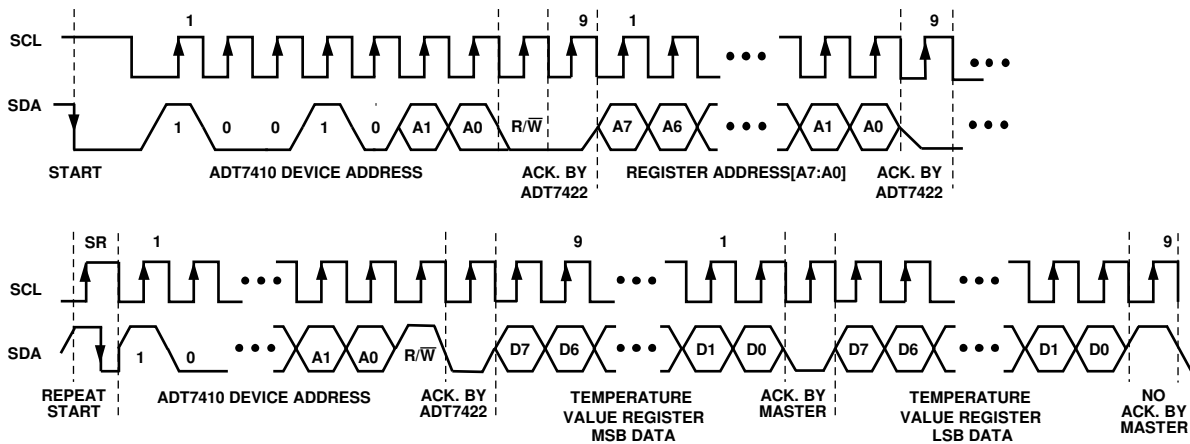 1 9 1 9
SCL
SDA
1 0 0 1 0 A1 A0 R/W̅ A7 A6 A1 A0
START ADT7410 DEVICE ADDRESS ACK. BY REGISTER ADDRESS[A7:A0] ACK. BY
ADT7422 ADT7422
SR 1 9 1 9
SCL
SDA
1 0 A1 A0 R/W̅ D7 D6 D1 D0 D7 D6 D1 D0
REPEAT
START
ADT7410 DEVICE ADDRESS
ACK. BY
ADT7422
TEMPERATURE
VALUE REGISTER
MSB DATA
ACK. BY
MASTER
TEMPERATURE
VALUE REGISTER
LSB DATA
NO
ACK. BY
MASTER